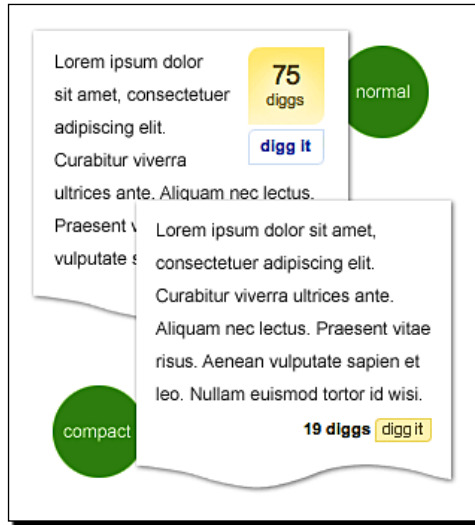 Lorem ipsum dolor
sit amet, consectetuer
adipiscing elit.
Curabitur viverra
ultrices ante. Aliquam nec lectus.
Praesent
vulputate
75
diggs
digg it
normal
Lorem ipsum dolor sit amet,
consectetuer adipiscing elit.
Curabitur viverra ultrices ante.
Aliquam nec lectus. Praesent vitae
risus. Aenean vulputate sapien et
leo. Nullam euismod tortor id wisi.
19 diggs digg it
compact